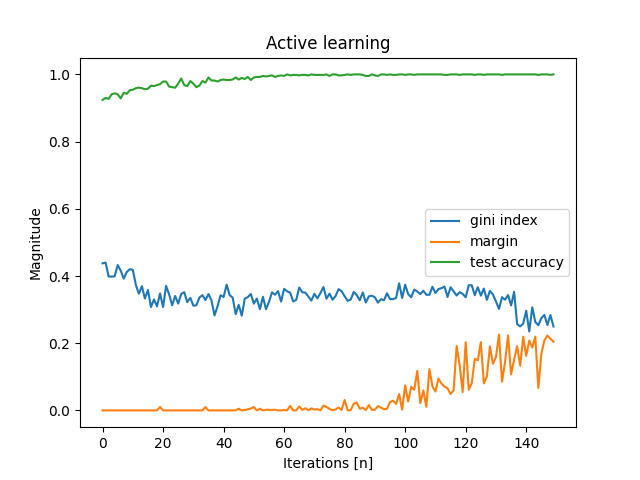 Active learning
Magnitude
1.0
0.8
0.6
0.4
0.2
0.0
gini index
margin
test accuracy
0 20 40 60 80 100 120 140
Iterations [n]